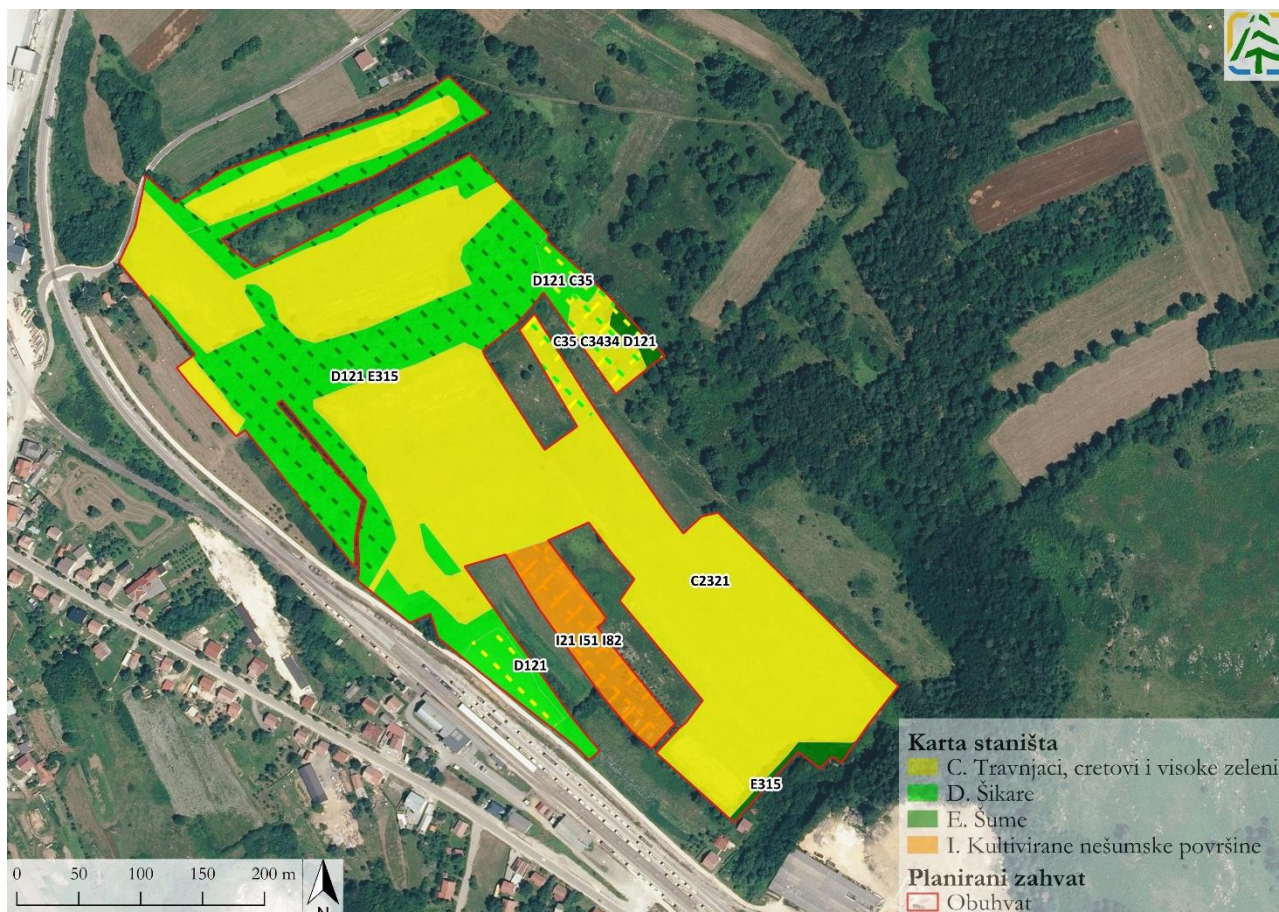 D121 C35
C35 C3434 D121
D121 E315
C2321
I21 I51 I82
D121
E315
Karta staništa
C. Travnjaci, cretovi i visoke zeleni
D. Šikare
E. Šume
I. Kultivirane nešumske površine
Planirani zahvat
Obuhvat
0 50 100 150 200 m
N